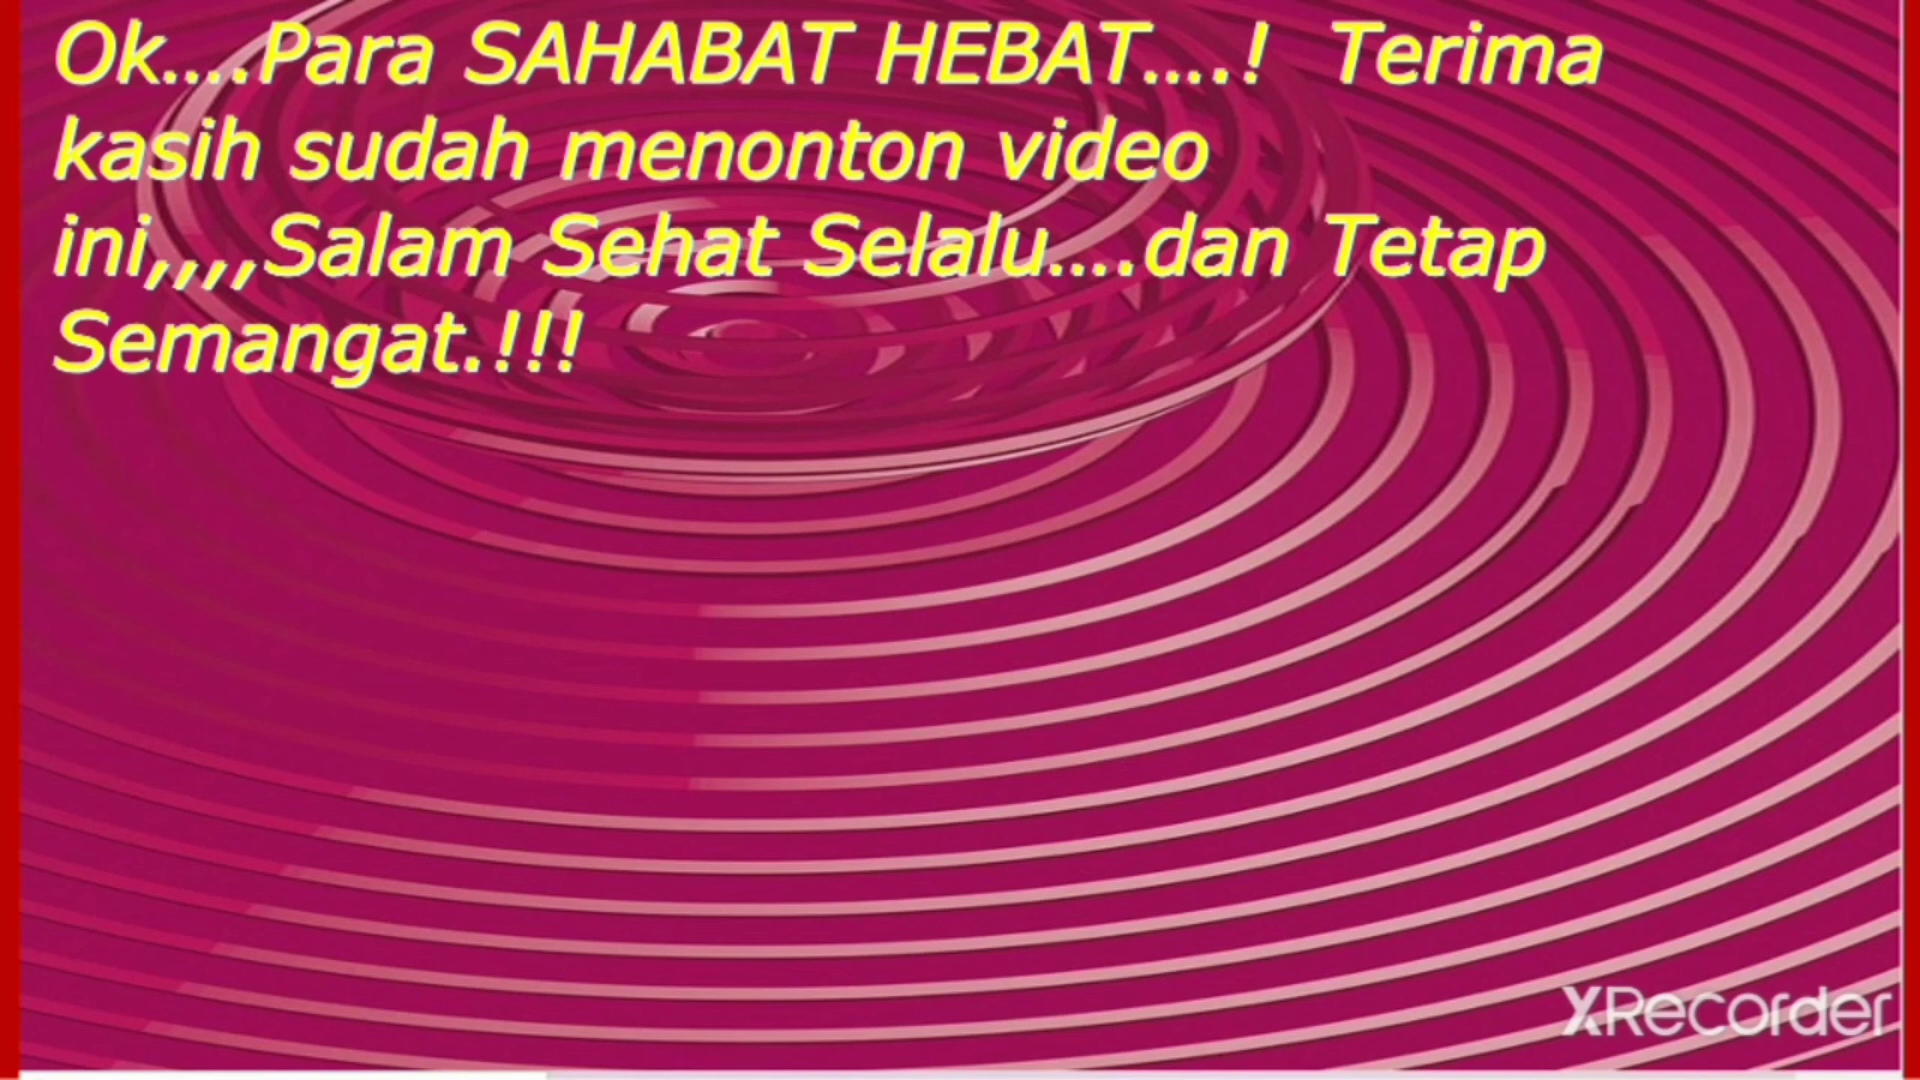 Ok....Para SAHABAT HEBAT....!  Terima
kasih sudah menonton video
ini,,,,Salam Sehat Selalu....dan Tetap
Semangat.!!!
XRecorder